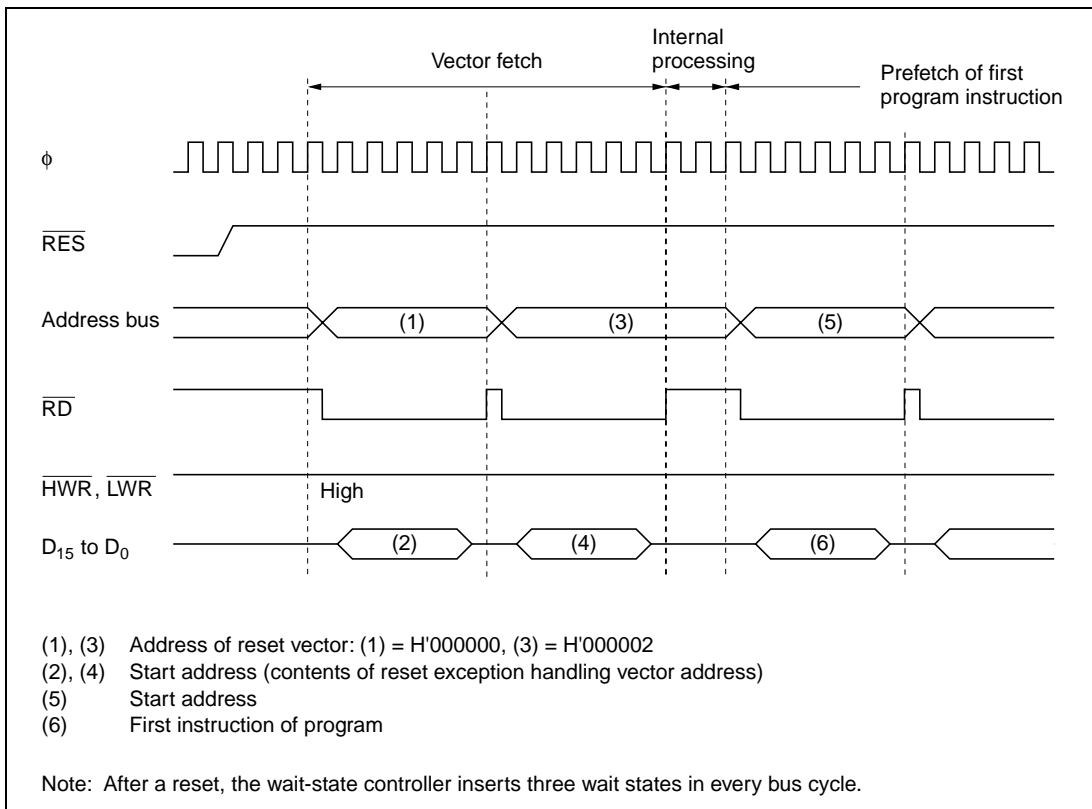 Vector fetch
Internal
processing
Prefetch of first
program instruction
φ
RES
Address bus
(1)
(3)
(5)
RD
HWR, LWR
High
D15 to D0
(2)
(4)
(6)
(1), (3) Address of reset vector: (1) = H'000000, (3) = H'000002
(2), (4) Start address (contents of reset exception handling vector address)
(5) Start address
(6) First instruction of program
Note: After a reset, the wait-state controller inserts three wait states in every bus cycle.